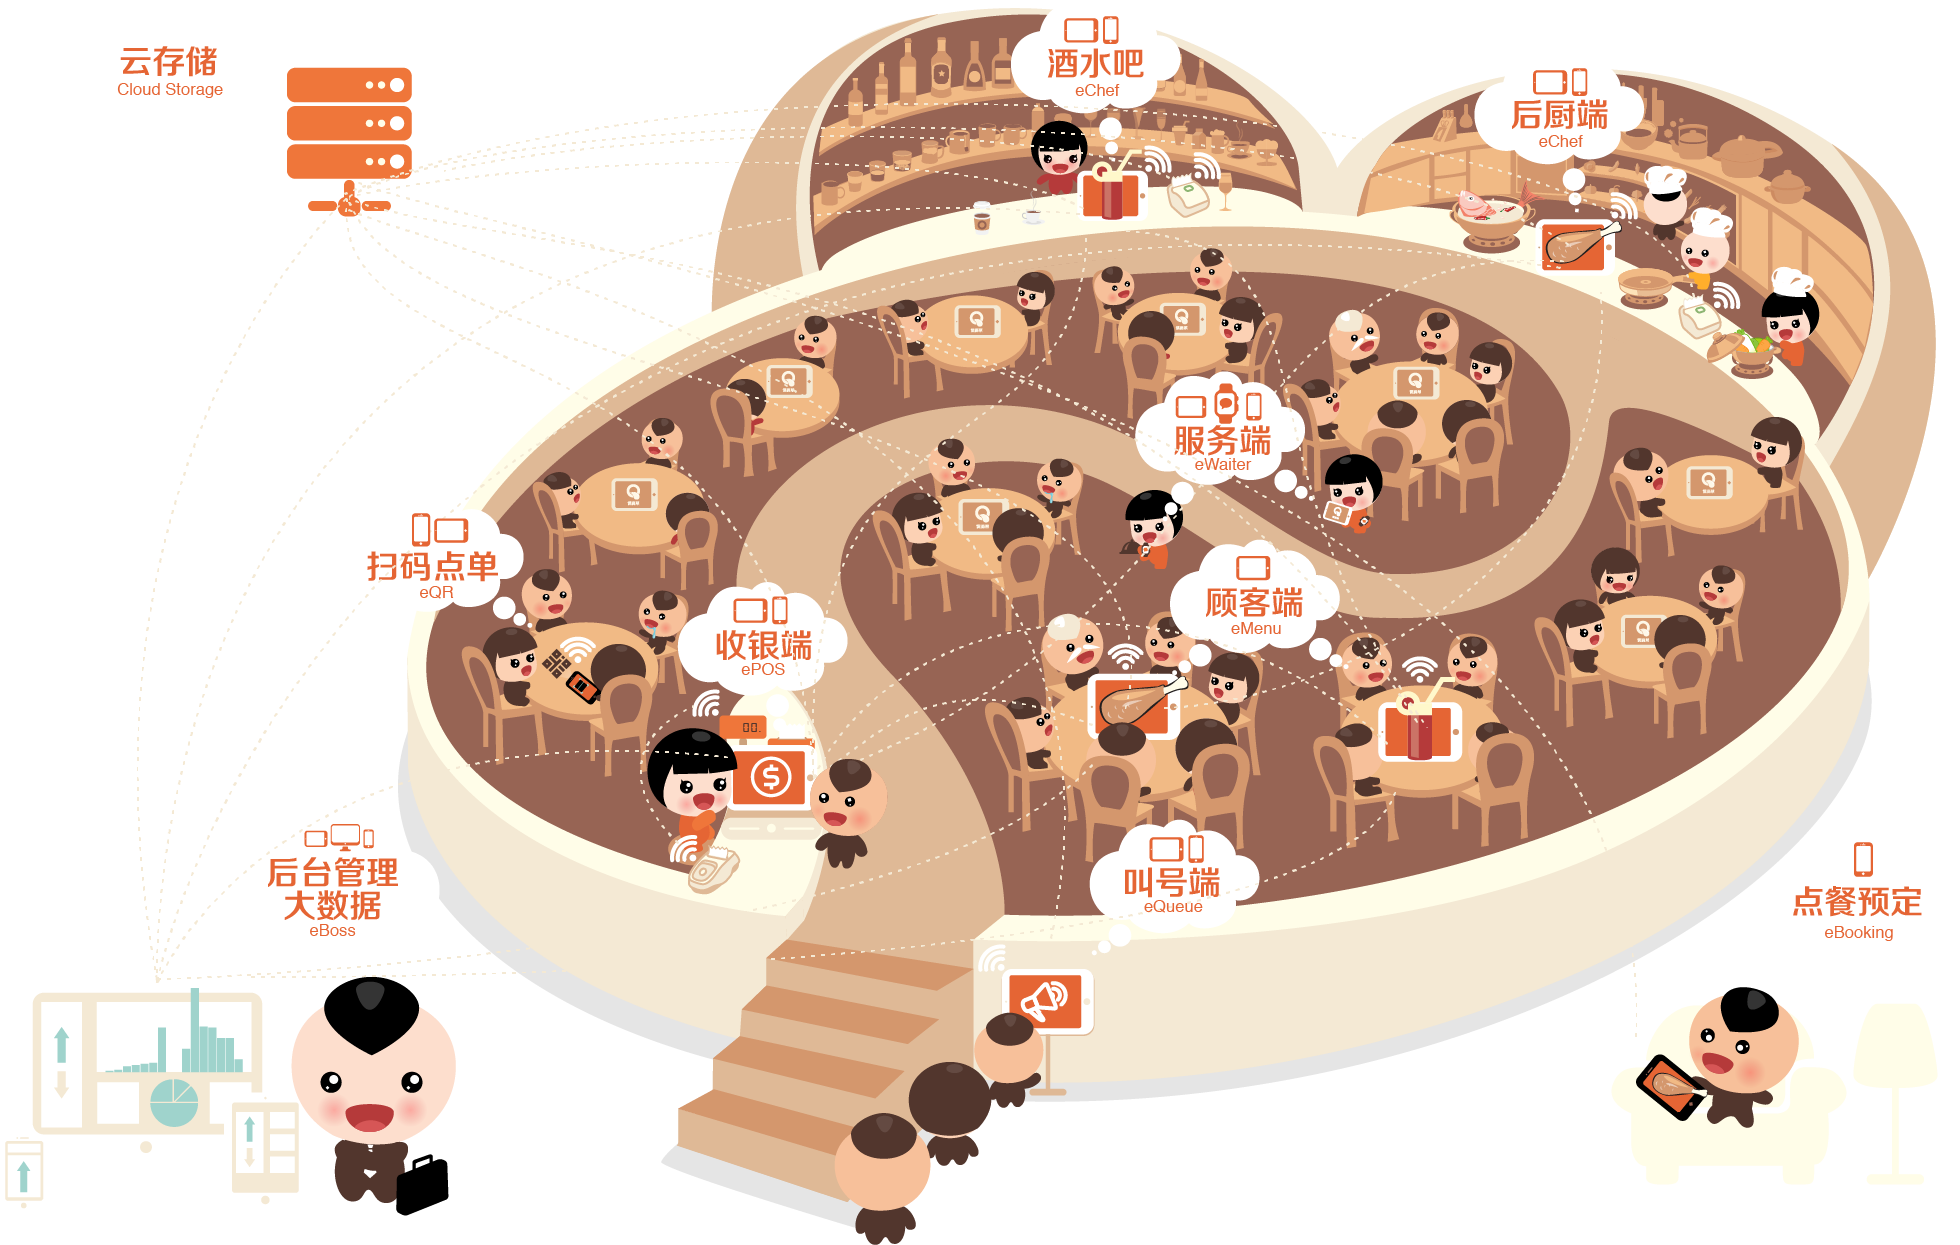 云存储
Cloud Storage
酒水吧
eChef
后厨端
eChef
服务端
eWaiter
扫码点单
eQR
顾客端
eMenu
收银端
ePOS
叫号端
eQueue
后台管理
大数据
eBoss
点餐预定
eBooking